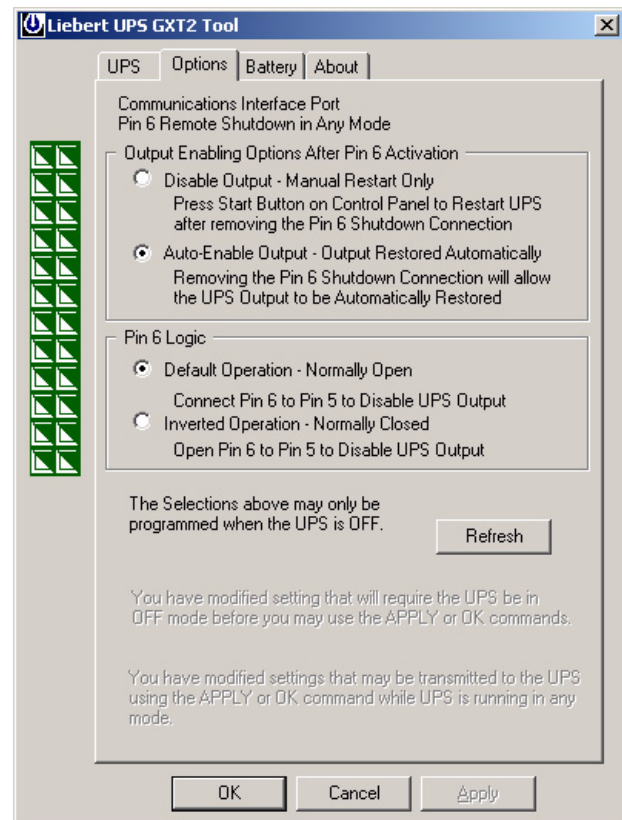 Liebert UPS GXT2 Tool
UPS Options Battery About
Communications Interface Port
Pin 6 Remote Shutdown in Any Mode
Output Enabling Options After Pin 6 Activation
Disable Output - Manual Restart Only
Press Start Button on Control Panel to Restart UPS
after removing the Pin 6 Shutdown Connection
Auto-Enable Output - Output Restored Automatically
Removing the Pin 6 Shutdown Connection will allow
the UPS Output to be Automatically Restored
Pin 6 Logic
Default Operation - Normally Open
Connect Pin 6 to Pin 5 to Disable UPS Output
Inverted Operation - Normally Closed
Open Pin 6 to Pin 5 to Disable UPS Output
The Selections above may only be
programmed when the UPS is OFF.
Refresh
You have modified setting that will require the UPS be in
OFF mode before you may use the APPLY or OK commands.
You have modified settings that may be transmitted to the UPS
using the APPLY or OK command while UPS is running in any
mode.
OK Cancel Apply